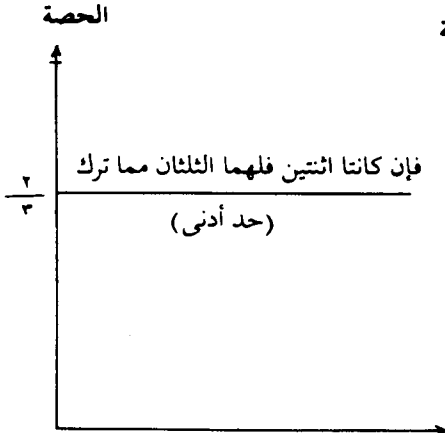 الحصة
ة
فإن كانتا اثنتين فلهما الثلثان مما ترك
٢
٣
(حد أدنى)